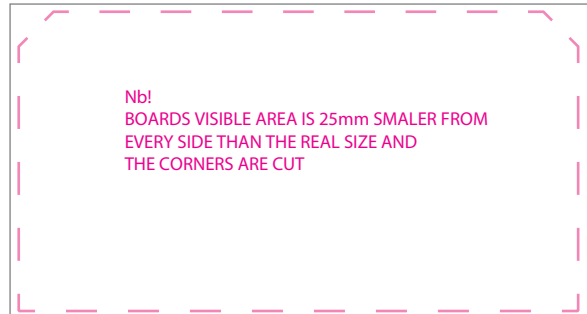 Nb!
BOARDS VISIBLE AREA IS 25mm SMALER FROM
EVERY SIDE THAN THE REAL SIZE AND
THE CORNERS ARE CUT